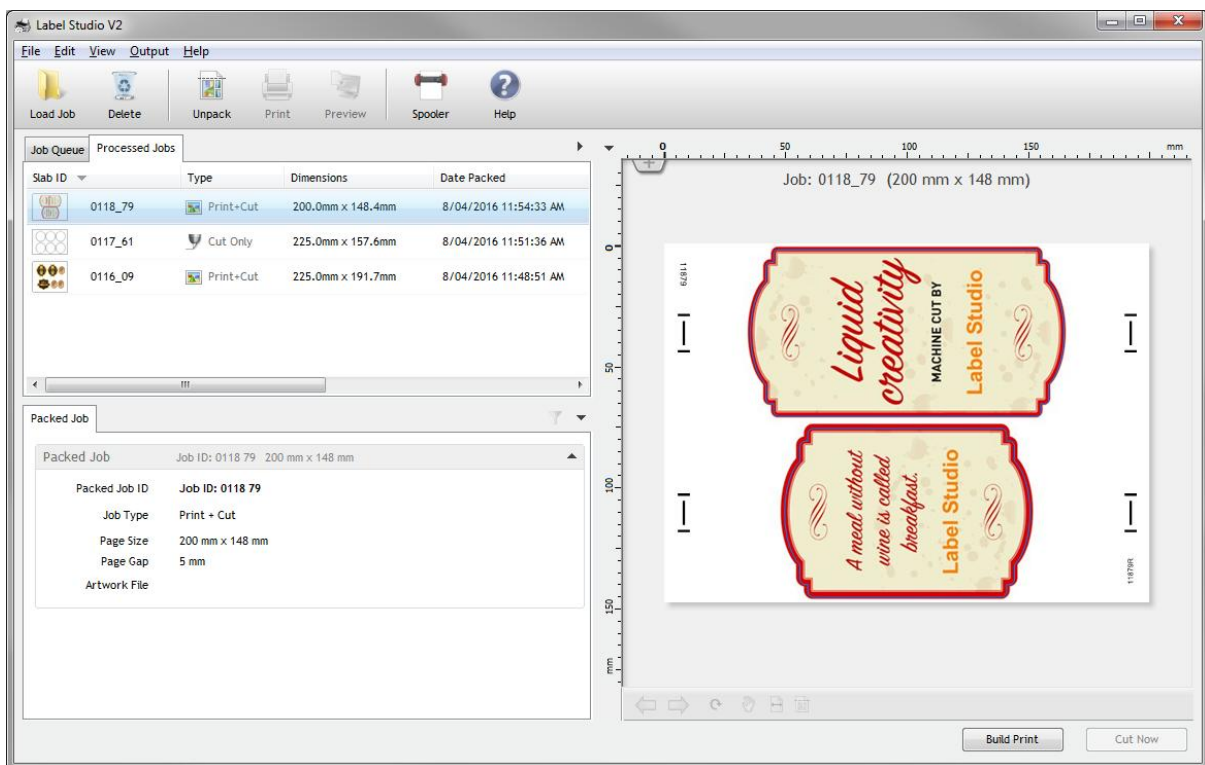 Label Studio V2
File Edit View Output Help
Load Job Delete Unpack Print Preview Spooler Help
Job Queue Processed Jobs
Slab ID Type Dimensions Date Packed
0118_79 Print+Cut 200.0mm x 148.4mm 8/04/2016 11:54:33 AM
0117_61 Cut Only 225.0mm x 157.6mm 8/04/2016 11:51:36 AM
0116_09 Print+Cut 225.0mm x 191.7mm 8/04/2016 11:48:51 AM
Packed Job
Packed Job Job ID: 0118 79 200 mm x 148 mm
Packed Job ID Job ID: 0118 79
Job Type Print + Cut
Page Size 200 mm x 148 mm
Page Gap 5 mm
Artwork File
0 50 100 150 mm
0
50
100
150
mm
Job: 0118_79 (200 mm x 148 mm)
11879
Liquid
creativity
MACHINE CUT BY
Label Studio
A meal without
wine is called
breakfast.
Label Studio
11879R
Build Print Cut Now